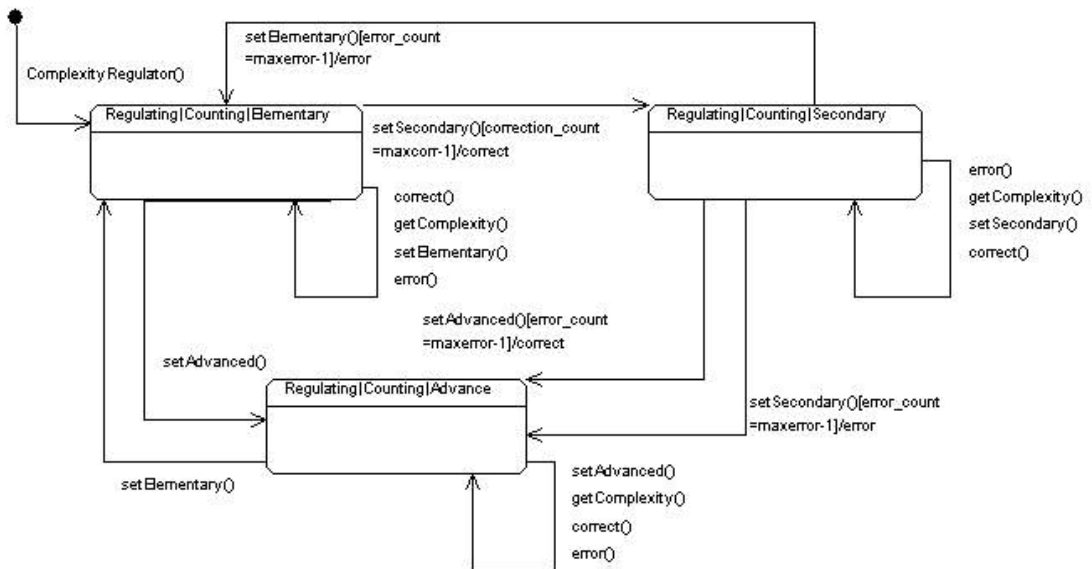 setElementary()[error_count
=maxerror-1]/error
Complexity Regulator()
Regulating|Counting|Elementary
Regulating|Counting|Secondary
setSecondary()[correction_count
=maxcorr-1]/correct
correct()
getComplexity()
setElementary()
error()
error()
getComplexity()
setSecondary()
correct()
setAdvanced()[error_count
=maxerror-1]/correct
setAdvanced()
Regulating|Counting|Advance
setSecondary()[error_count
=maxerror-1]/error
setElementary()
setAdvanced()
getComplexity()
correct()
error()